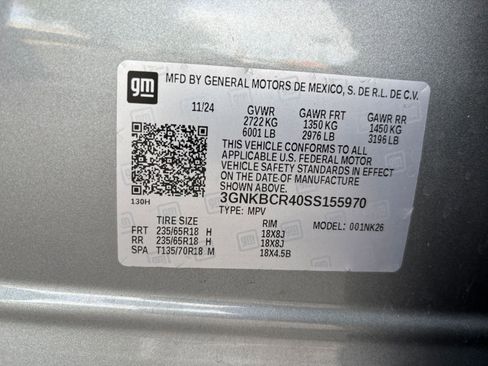 gm
MFD BY GENERAL MOTORS DE MEXICO, S. DE R.L. DE C.V.
11/24 GVWR GAWR FRT GAWR RR
2722 KG 1350 KG 1450 KG
6001 LB 2976 LB 3196 LB
THIS VEHICLE CONFORMS TO ALL
APPLICABLE U.S. FEDERAL MOTOR
VEHICLE SAFETY STANDARDS IN EFFECT
ON THE DATE OF MANUFACTURE
SHOWN ABOVE.
130H 3GNKBCR40SS155970
TYPE: MPV
TIRE SIZE RIM MODEL: 001NK26
FRT 235/65R18 H 18X8J
RR 235/65R18 H 18X8J
SPA T135/70R18 M 18X4.5B